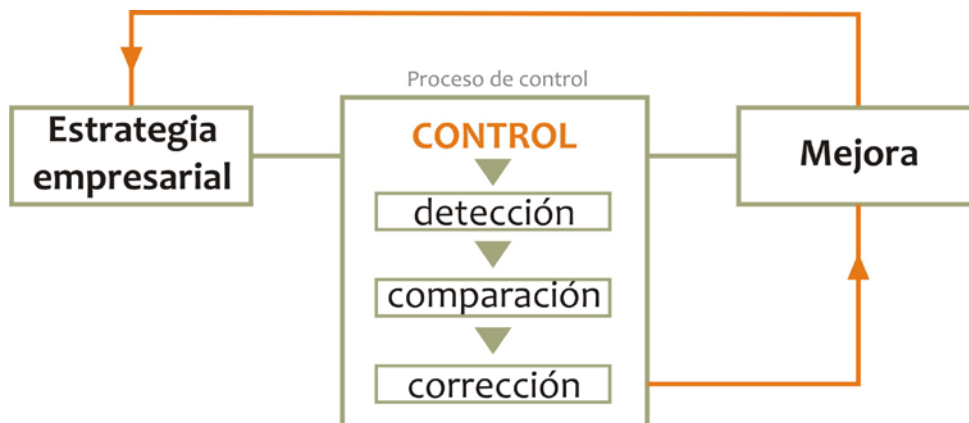 Proceso de control
Estrategia
empresarial
CONTROL
detección
comparación
corrección
Mejora